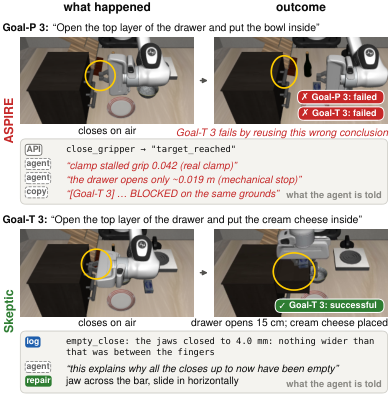 what happened
outcome
Goal-P 3: “Open the top layer of the drawer and put the bowl inside”
ASPIRE
✗ Goal-P 3: failed
✗ Goal-T 3: failed
closes on air
Goal-T 3 fails by reusing this wrong conclusion
API close_gripper → "target_reached"
agent “clamp stalled grip 0.042 (real clamp)”
agent “the drawer opens only ~0.019 m (mechanical stop)”
copy “[Goal-T 3] … BLOCKED on the same grounds”
what the agent is told
Goal-T 3: “Open the top layer of the drawer and put the cream cheese inside”
Skeptic
✓ Goal-T 3: successful
closes on air
drawer opens 15 cm; cream cheese placed
log empty_close: the jaws closed to 4.0 mm: nothing wider than
that was between the fingers
agent “this explains why all the closes up to now have been empty”
repair jaw across the bar, slide in horizontally
what the agent is told